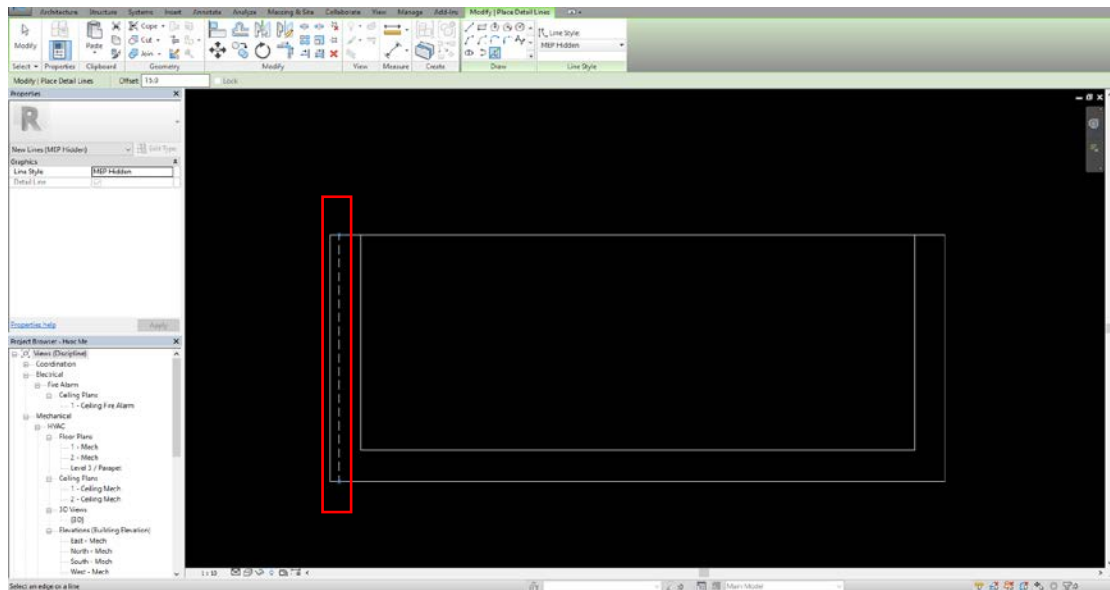 Architecture Structure Systems Insert Annotate Analyze Massing & Site Collaborate View Manage Add-Ins Modify | Place Detail Lines
Cope
Cut
Join
Line Style
MEP Hidden
Modify
Paste
Select Properties Clipboard Geometry Modify View Measure Create Draw Line Style
Modify | Place Detail Lines Offset: 15.0 Lock
Properties
R
New Lines (MEP Hidden) Edit Type
Graphics
Line Style MEP Hidden
Detail Line
Properties help Apply
Project Browser - Hvac Me
Views (Discipline)
Coordination
Electrical
Fire Alarm
Ceiling Plans
1 - Ceiling Fire Alarm
Mechanical
HVAC
Floor Plans
1 - Mech
2 - Mech
Level 3 / Parapet
Ceiling Plans
1 - Ceiling Mech
2 - Ceiling Mech
3D Views
{3D}
Elevations (Building Elevation)
East - Mech
North - Mech
South - Mech
West - Mech
1 : 10
Select an edge or a line
Main Model